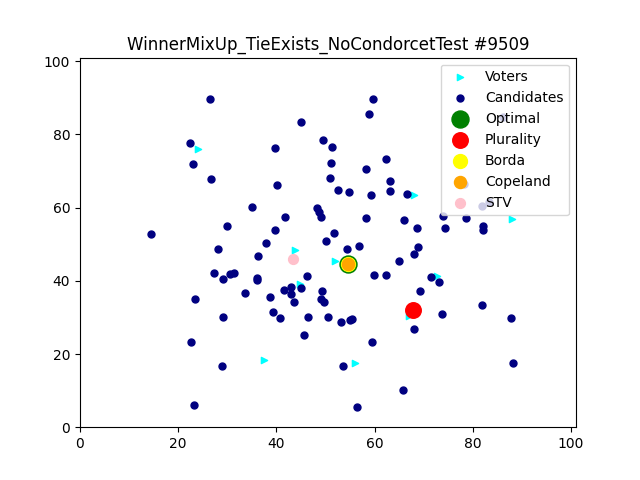 WinnerMixUp_TieExists_NoCondorcetTest #9509
100
80
60
40
20
0
0 20 40 60 80 100
Voters
Candidates
Optimal
Plurality
Borda
Copeland
STV